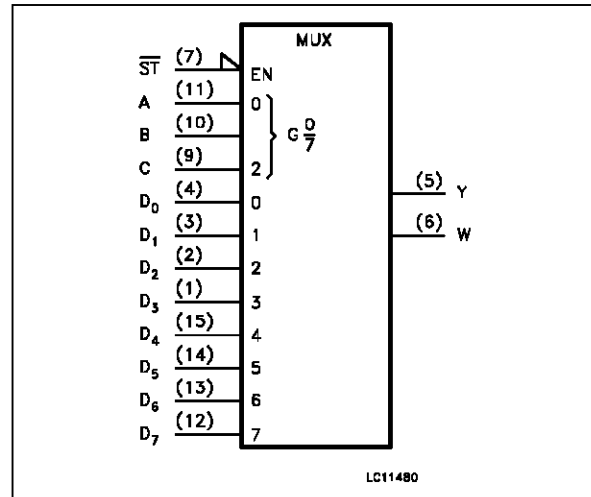 MUX
S̅T̅ (7) EN
A (11) 0
B (10)
G 0/7
C (9) 2
D₀ (4) 0
(5) Y
D₁ (3) 1
(6) W
D₂ (2) 2
D₃ (1) 3
D₄ (15) 4
D₅ (14) 5
D₆ (13) 6
D₇ (12) 7
LC11480